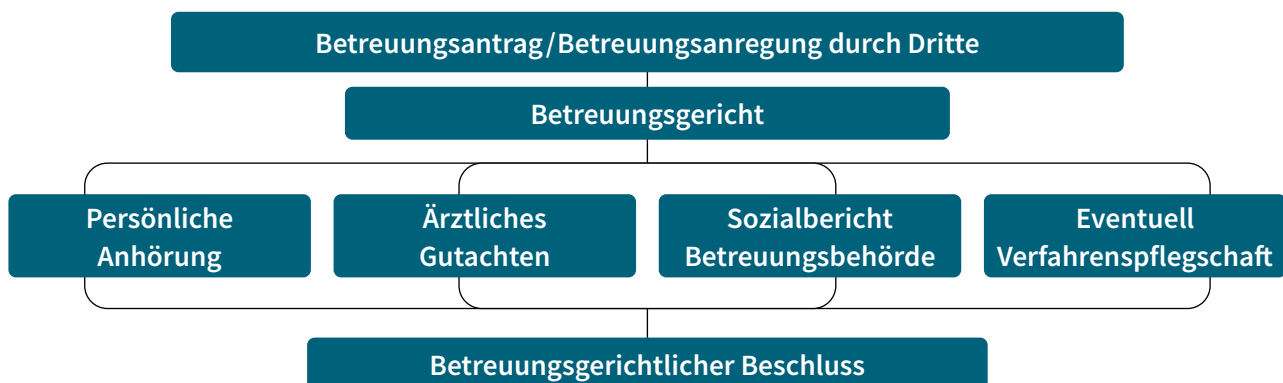 Betreuungsantrag/Betreuungsanregung durch Dritte
Betreuungsgericht
Persönliche
Anhörung
Ärztliches
Gutachten
Sozialbericht
Betreuungsbehörde
Eventuell
Verfahrenspflegschaft
Betreuungsgerichtlicher Beschluss